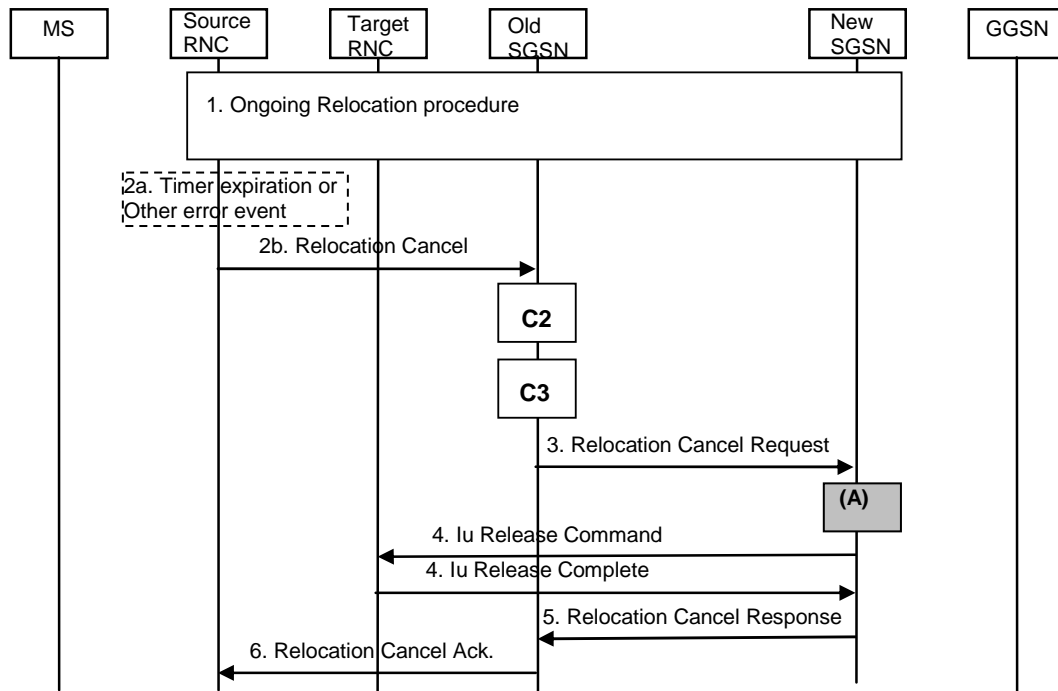 MS
Source
RNC
Target
RNC
Old
SGSN
New
SGSN
GGSN
1. Ongoing Relocation procedure
2a. Timer expiration or
Other error event
2b. Relocation Cancel
C2
C3
3. Relocation Cancel Request
(A)
4. Iu Release Command
4. Iu Release Complete
5. Relocation Cancel Response
6. Relocation Cancel Ack.